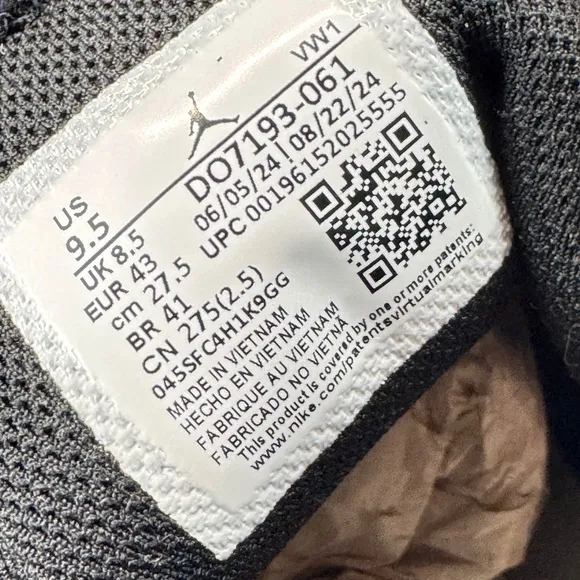 VW1
US
9.5
DO7193-061
UK 8.5
06/05/24 | 08/22/24
EUR 43
UPC 00196152025555
cm 27.5
BR 41
CN 275(2.5)
045SFC4H1K9GG
MADE IN VIETNAM
HECHO EN VIETNAM
FABRIQUE AU VIETNAM
FABRICADO NO VIETNA
This product is covered by one or more patents:
www.nike.com/patentsvirtualmarking